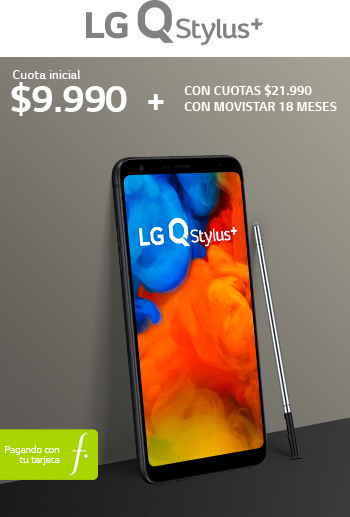 LG Q Stylus+
Cuota inicial
$9.990 +
CON CUOTAS $21.990
CON MOVISTAR 18 MESES
LG Q Stylus+
Pagando con
tu tarjeta
f.